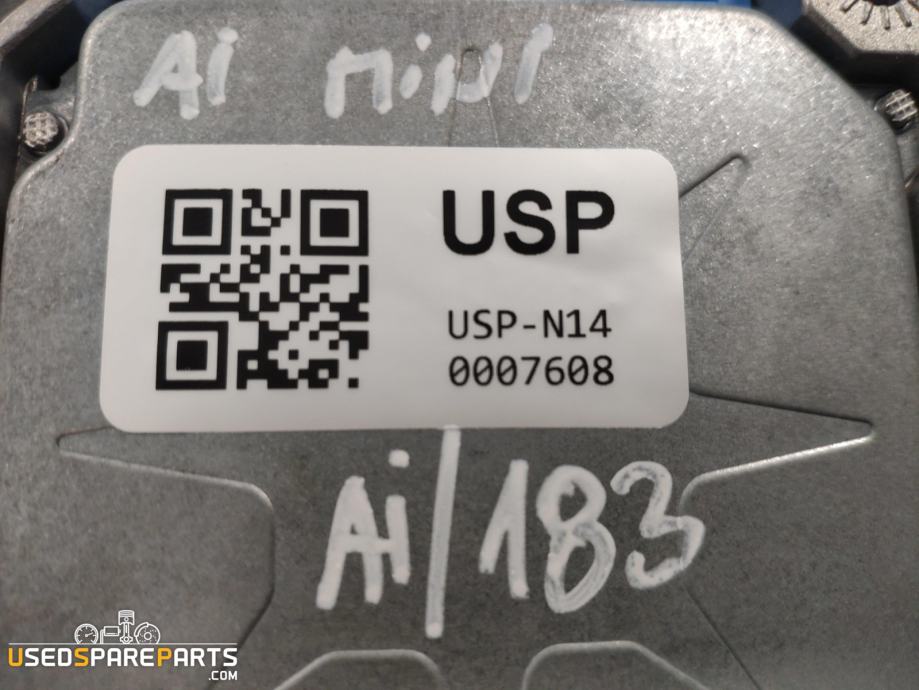 Ai MiNI
USP
USP-N14
0007608
Ai/183
USEDSPAREPARTS
.COM